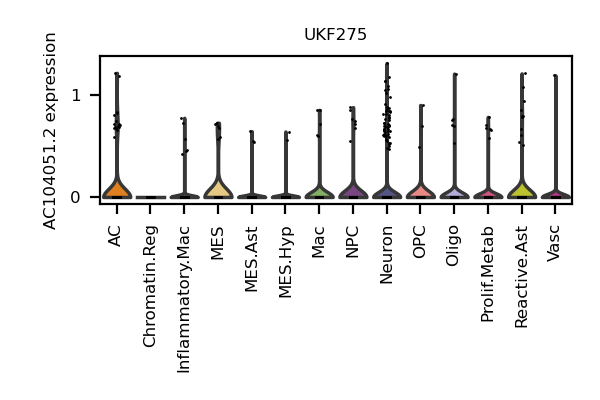 UKF275
AC104051.2 expression
1
0
AC
Chromatin.Reg
Inflammatory.Mac
MES
MES.Ast
MES.Hyp
Mac
NPC
Neuron
OPC
Oligo
Prolif.Metab
Reactive.Ast
Vasc